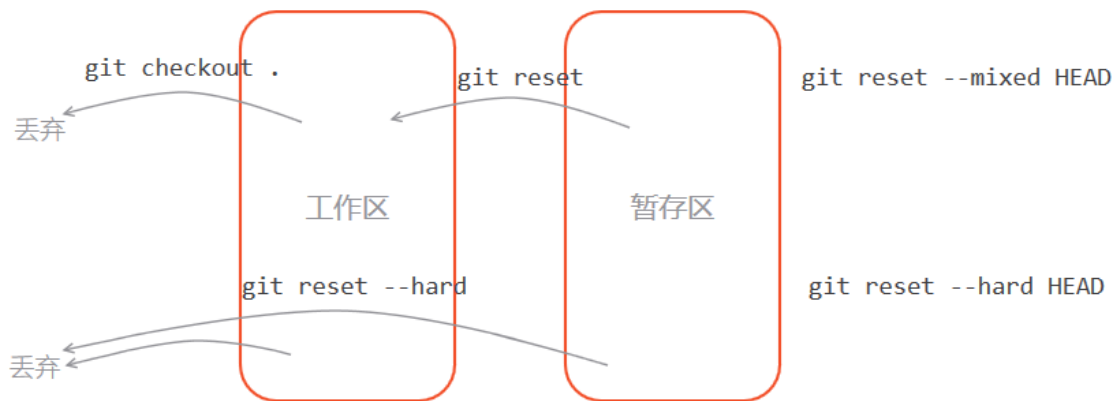 git checkout .
git reset
git reset --mixed HEAD
丢弃
工作区
暂存区
git reset --hard
git reset --hard HEAD
丢弃